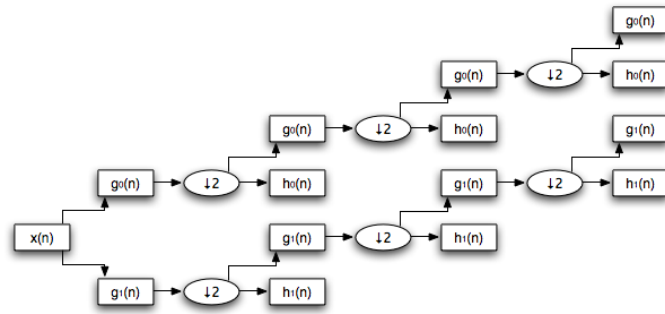 g₀(n)
g₀(n) ↓2 h₀(n)
g₀(n) ↓2 h₀(n) g₁(n)
g₀(n) ↓2 h₀(n) g₁(n) ↓2 h₁(n)
x(n) g₁(n) ↓2 h₁(n)
g₁(n) ↓2 h₁(n)